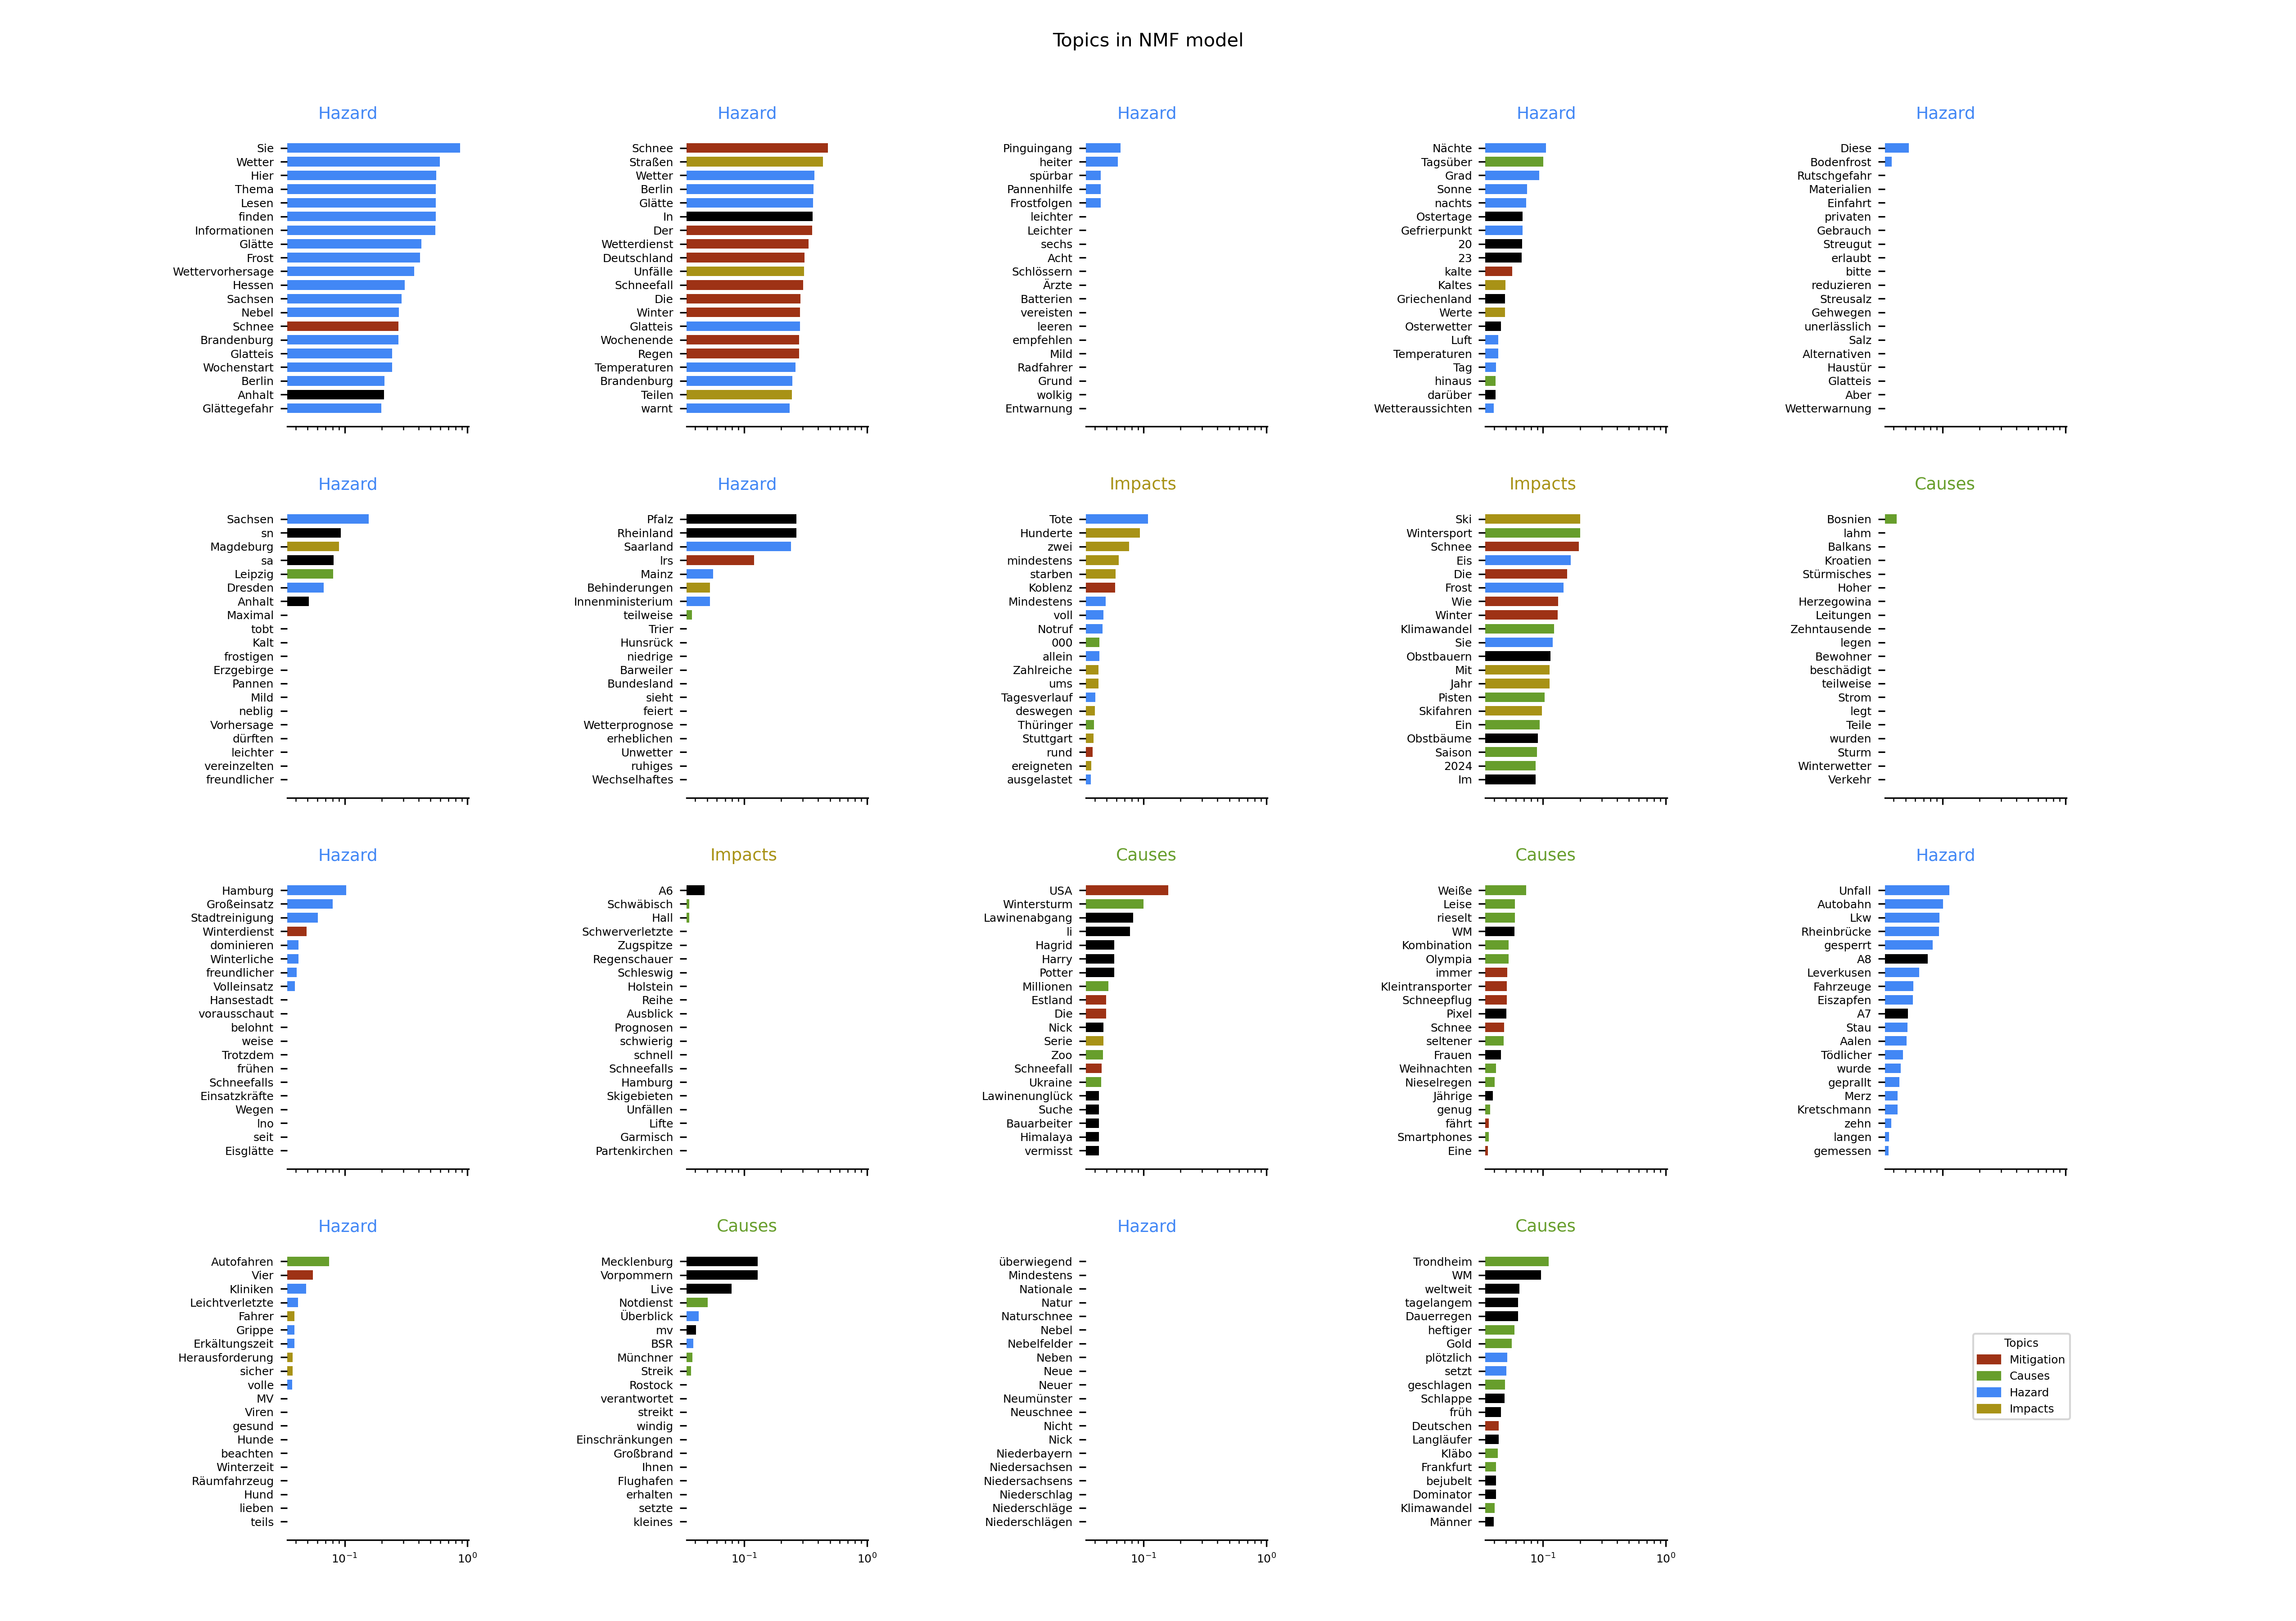 Topics in NMF model
Hazard
Sie
Wetter
Hier
Thema
Lesen
finden
Informationen
Glätte
Frost
Wettervorhersage
Hessen
Sachsen
Nebel
Schnee
Brandenburg
Glatteis
Wochenstart
Berlin
Anhalt
Glättegefahr
Hazard
Schnee
Straßen
Wetter
Berlin
Glätte
In
Der
Wetterdienst
Deutschland
Unfälle
Schneefall
Die
Winter
Glatteis
Wochenende
Regen
Temperaturen
Brandenburg
Teilen
warnt
Hazard
Pinguingang
heiter
spürbar
Pannenhilfe
Frostfolgen
leichter
Leichter
sechs
Acht
Schlössern
Ärzte
Batterien
vereisten
leeren
empfehlen
Mild
Radfahrer
Grund
wolkig
Entwarnung
Hazard
Nächte
Tagsüber
Grad
Sonne
nachts
Ostertage
Gefrierpunkt
20
23
kalte
Kaltes
Griechenland
Werte
Osterwetter
Luft
Temperaturen
Tag
hinaus
darüber
Wetteraussichten
Hazard
Diese
Bodenfrost
Rutschgefahr
Materialien
Einfahrt
privaten
Gebrauch
Streugut
erlaubt
bitte
reduzieren
Streusalz
Gehwegen
unerlässlich
Salz
Alternativen
Haustür
Glatteis
Aber
Wetterwarnung
Hazard
Sachsen
sn
Magdeburg
sa
Leipzig
Dresden
Anhalt
Maximal
tobt
Kalt
frostigen
Erzgebirge
Pannen
Mild
neblig
Vorhersage
dürften
leichter
vereinzelten
freundlicher
Hazard
Pfalz
Rheinland
Saarland
lrs
Mainz
Behinderungen
Innenministerium
teilweise
Trier
Hunsrück
niedrige
Barweiler
Bundesland
sieht
feiert
Wetterprognose
erheblichen
Unwetter
ruhiges
Wechselhaftes
Impacts
Tote
Hunderte
zwei
mindestens
starben
Koblenz
Mindestens
voll
Notruf
000
allein
Zahlreiche
ums
Tagesverlauf
deswegen
Thüringer
Stuttgart
rund
ereigneten
ausgelastet
Impacts
Ski
Wintersport
Schnee
Eis
Die
Frost
Wie
Winter
Klimawandel
Sie
Obstbauern
Mit
Jahr
Pisten
Skifahren
Ein
Obstbäume
Saison
2024
Im
Causes
Bosnien
lahm
Balkans
Kroatien
Stürmisches
Hoher
Herzegowina
Leitungen
Zehntausende
legen
Bewohner
beschädigt
teilweise
Strom
legt
Teile
wurden
Sturm
Winterwetter
Verkehr
Hazard
Hamburg
Großeinsatz
Stadtreinigung
Winterdienst
dominieren
Winterliche
freundlicher
Volleinsatz
Hansestadt
vorausschaut
belohnt
weise
Trotzdem
frühen
Schneefalls
Einsatzkräfte
Wegen
lno
seit
Eisglätte
Impacts
A6
Schwäbisch
Hall
Schwerverletzte
Zugspitze
Regenschauer
Schleswig
Holstein
Reihe
Ausblick
Prognosen
schwierig
schnell
Schneefalls
Hamburg
Skigebieten
Unfällen
Lifte
Garmisch
Partenkirchen
Causes
USA
Wintersturm
Lawinenabgang
li
Hagrid
Harry
Potter
Millionen
Estland
Die
Nick
Serie
Zoo
Schneefall
Ukraine
Lawinenunglück
Suche
Bauarbeiter
Himalaya
vermisst
Causes
Weiße
Leise
rieselt
WM
Kombination
Olympia
immer
Kleintransporter
Schneepflug
Pixel
Schnee
seltener
Frauen
Weihnachten
Nieselregen
Jährige
genug
fährt
Smartphones
Eine
Hazard
Unfall
Autobahn
Lkw
Rheinbrücke
gesperrt
A8
Leverkusen
Fahrzeuge
Eiszapfen
A7
Stau
Aalen
Tödlicher
wurde
geprallt
Merz
Kretschmann
zehn
langen
gemessen
Hazard
Autofahren
Vier
Kliniken
Leichtverletzte
Fahrer
Grippe
Erkältungszeit
Herausforderung
sicher
volle
MV
Viren
gesund
Hunde
beachten
Winterzeit
Räumfahrzeug
Hund
lieben
teils
10⁻¹ 10⁰
Causes
Mecklenburg
Vorpommern
Live
Notdienst
Überblick
mv
BSR
Münchner
Streik
Rostock
verantwortet
streikt
windig
Einschränkungen
Großbrand
Ihnen
Flughafen
erhalten
setzte
kleines
10⁻¹ 10⁰
Hazard
überwiegend
Mindestens
Nationale
Natur
Naturschnee
Nebel
Nebelfelder
Neben
Neue
Neuer
Neumünster
Neuschnee
Nicht
Nick
Niederbayern
Niedersachsen
Niedersachsens
Niederschlag
Niederschläge
Niederschlägen
10⁻¹ 10⁰
Causes
Trondheim
WM
weltweit
tagelangem
Dauerregen
heftiger
Gold
plötzlich
setzt
geschlagen
Schlappe
früh
Deutschen
Langläufer
Kläbo
Frankfurt
bejubelt
Dominator
Klimawandel
Männer
10⁻¹ 10⁰
Topics
Mitigation
Causes
Hazard
Impacts